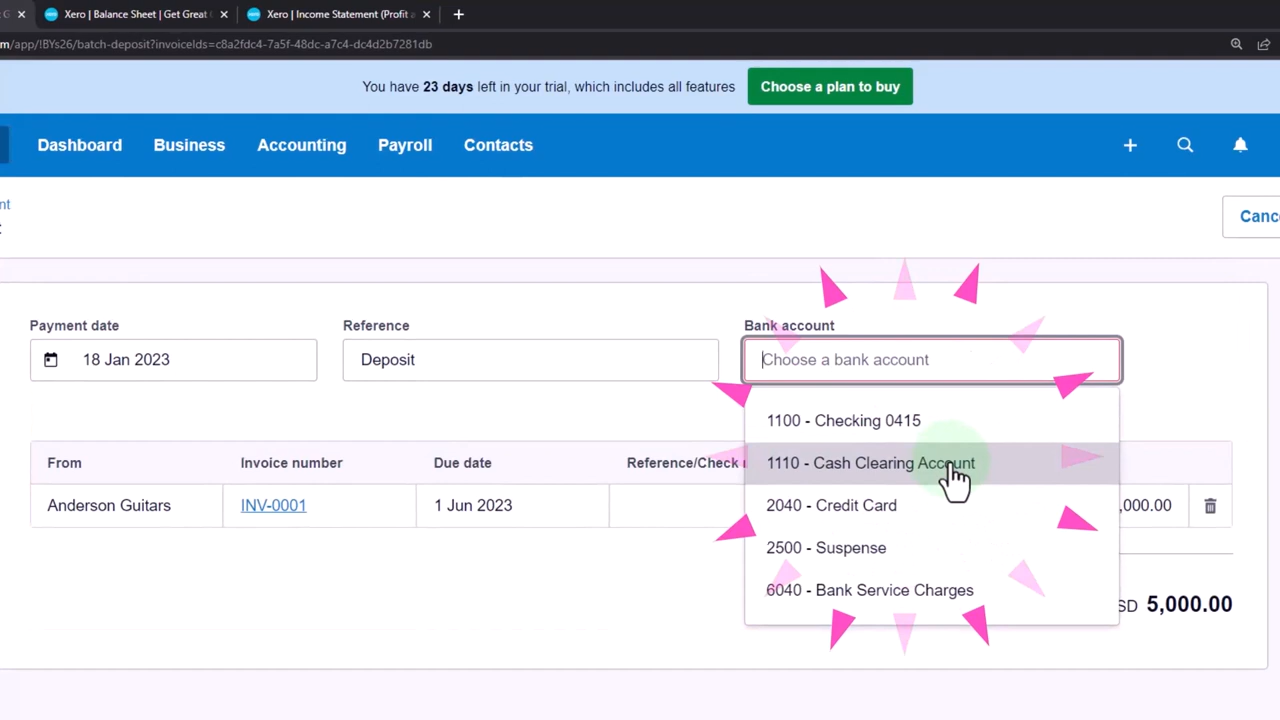 G
Xero | Balance Sheet | Get Great
Xero | Income Statement (Profit a
m/app/!BYs26/batch-deposit?invoiceIds=c8a2fdc4-7a5f-48dc-a7c4-dc4d2b7281db
You have 23 days left in your trial, which includes all features
Choose a plan to buy
Dashboard
Business
Accounting
Payroll
Contacts
nt
Canc
Payment date
Reference
Bank account
18 Jan 2023
Deposit
Choose a bank account
1100 - Checking 0415
1110 - Cash Clearing Account
2040 - Credit Card
2500 - Suspense
6040 - Bank Service Charges
From
Invoice number
Due date
Reference/Check
Anderson Guitars
INV-0001
1 Jun 2023
,000.00
SD 5,000.00